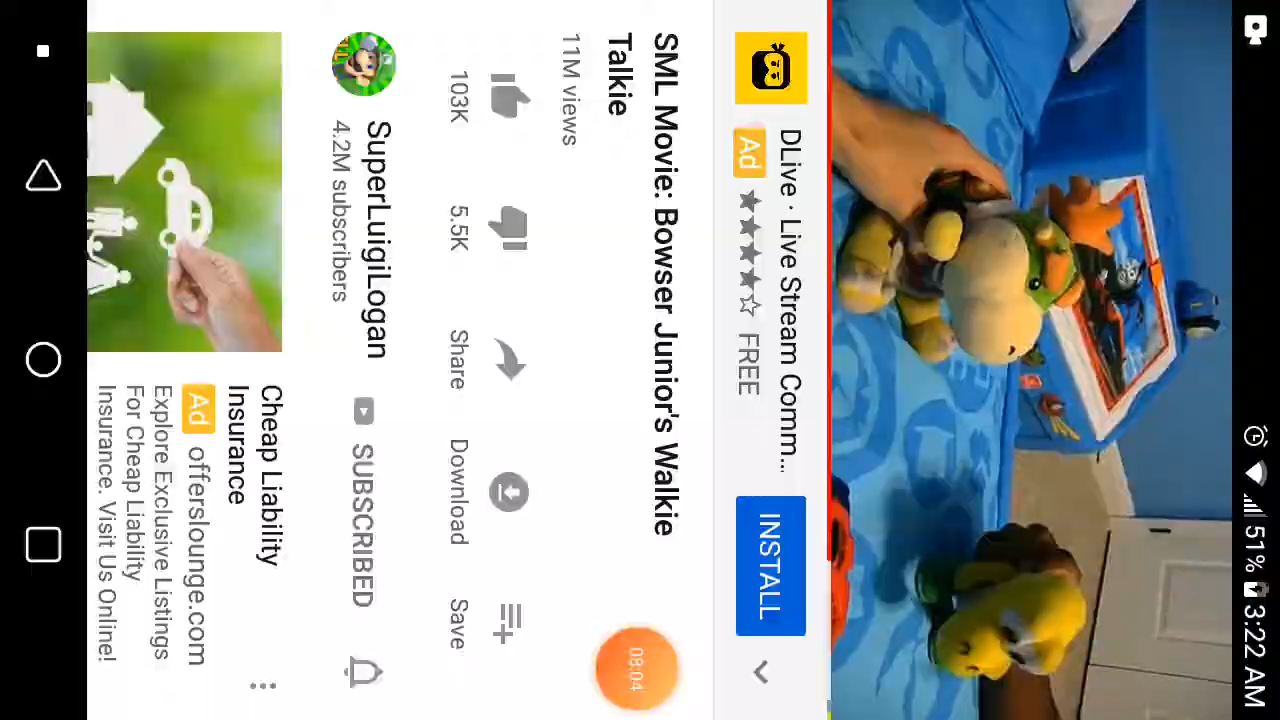 51% 3:22 AM
DLive · Live Stream Comm...
Ad FREE
INSTALL
SML Movie: Bowser Junior's Walkie
Talkie
11M views
103K
5.5K
Share
Download
Save
08:04
SuperLuigiLogan
4.2M subscribers
SUBSCRIBED
Cheap Liability
Insurance
Ad offerslounge.com
Explore Exclusive Listings
For Cheap Liability
Insurance. Visit Us Online!